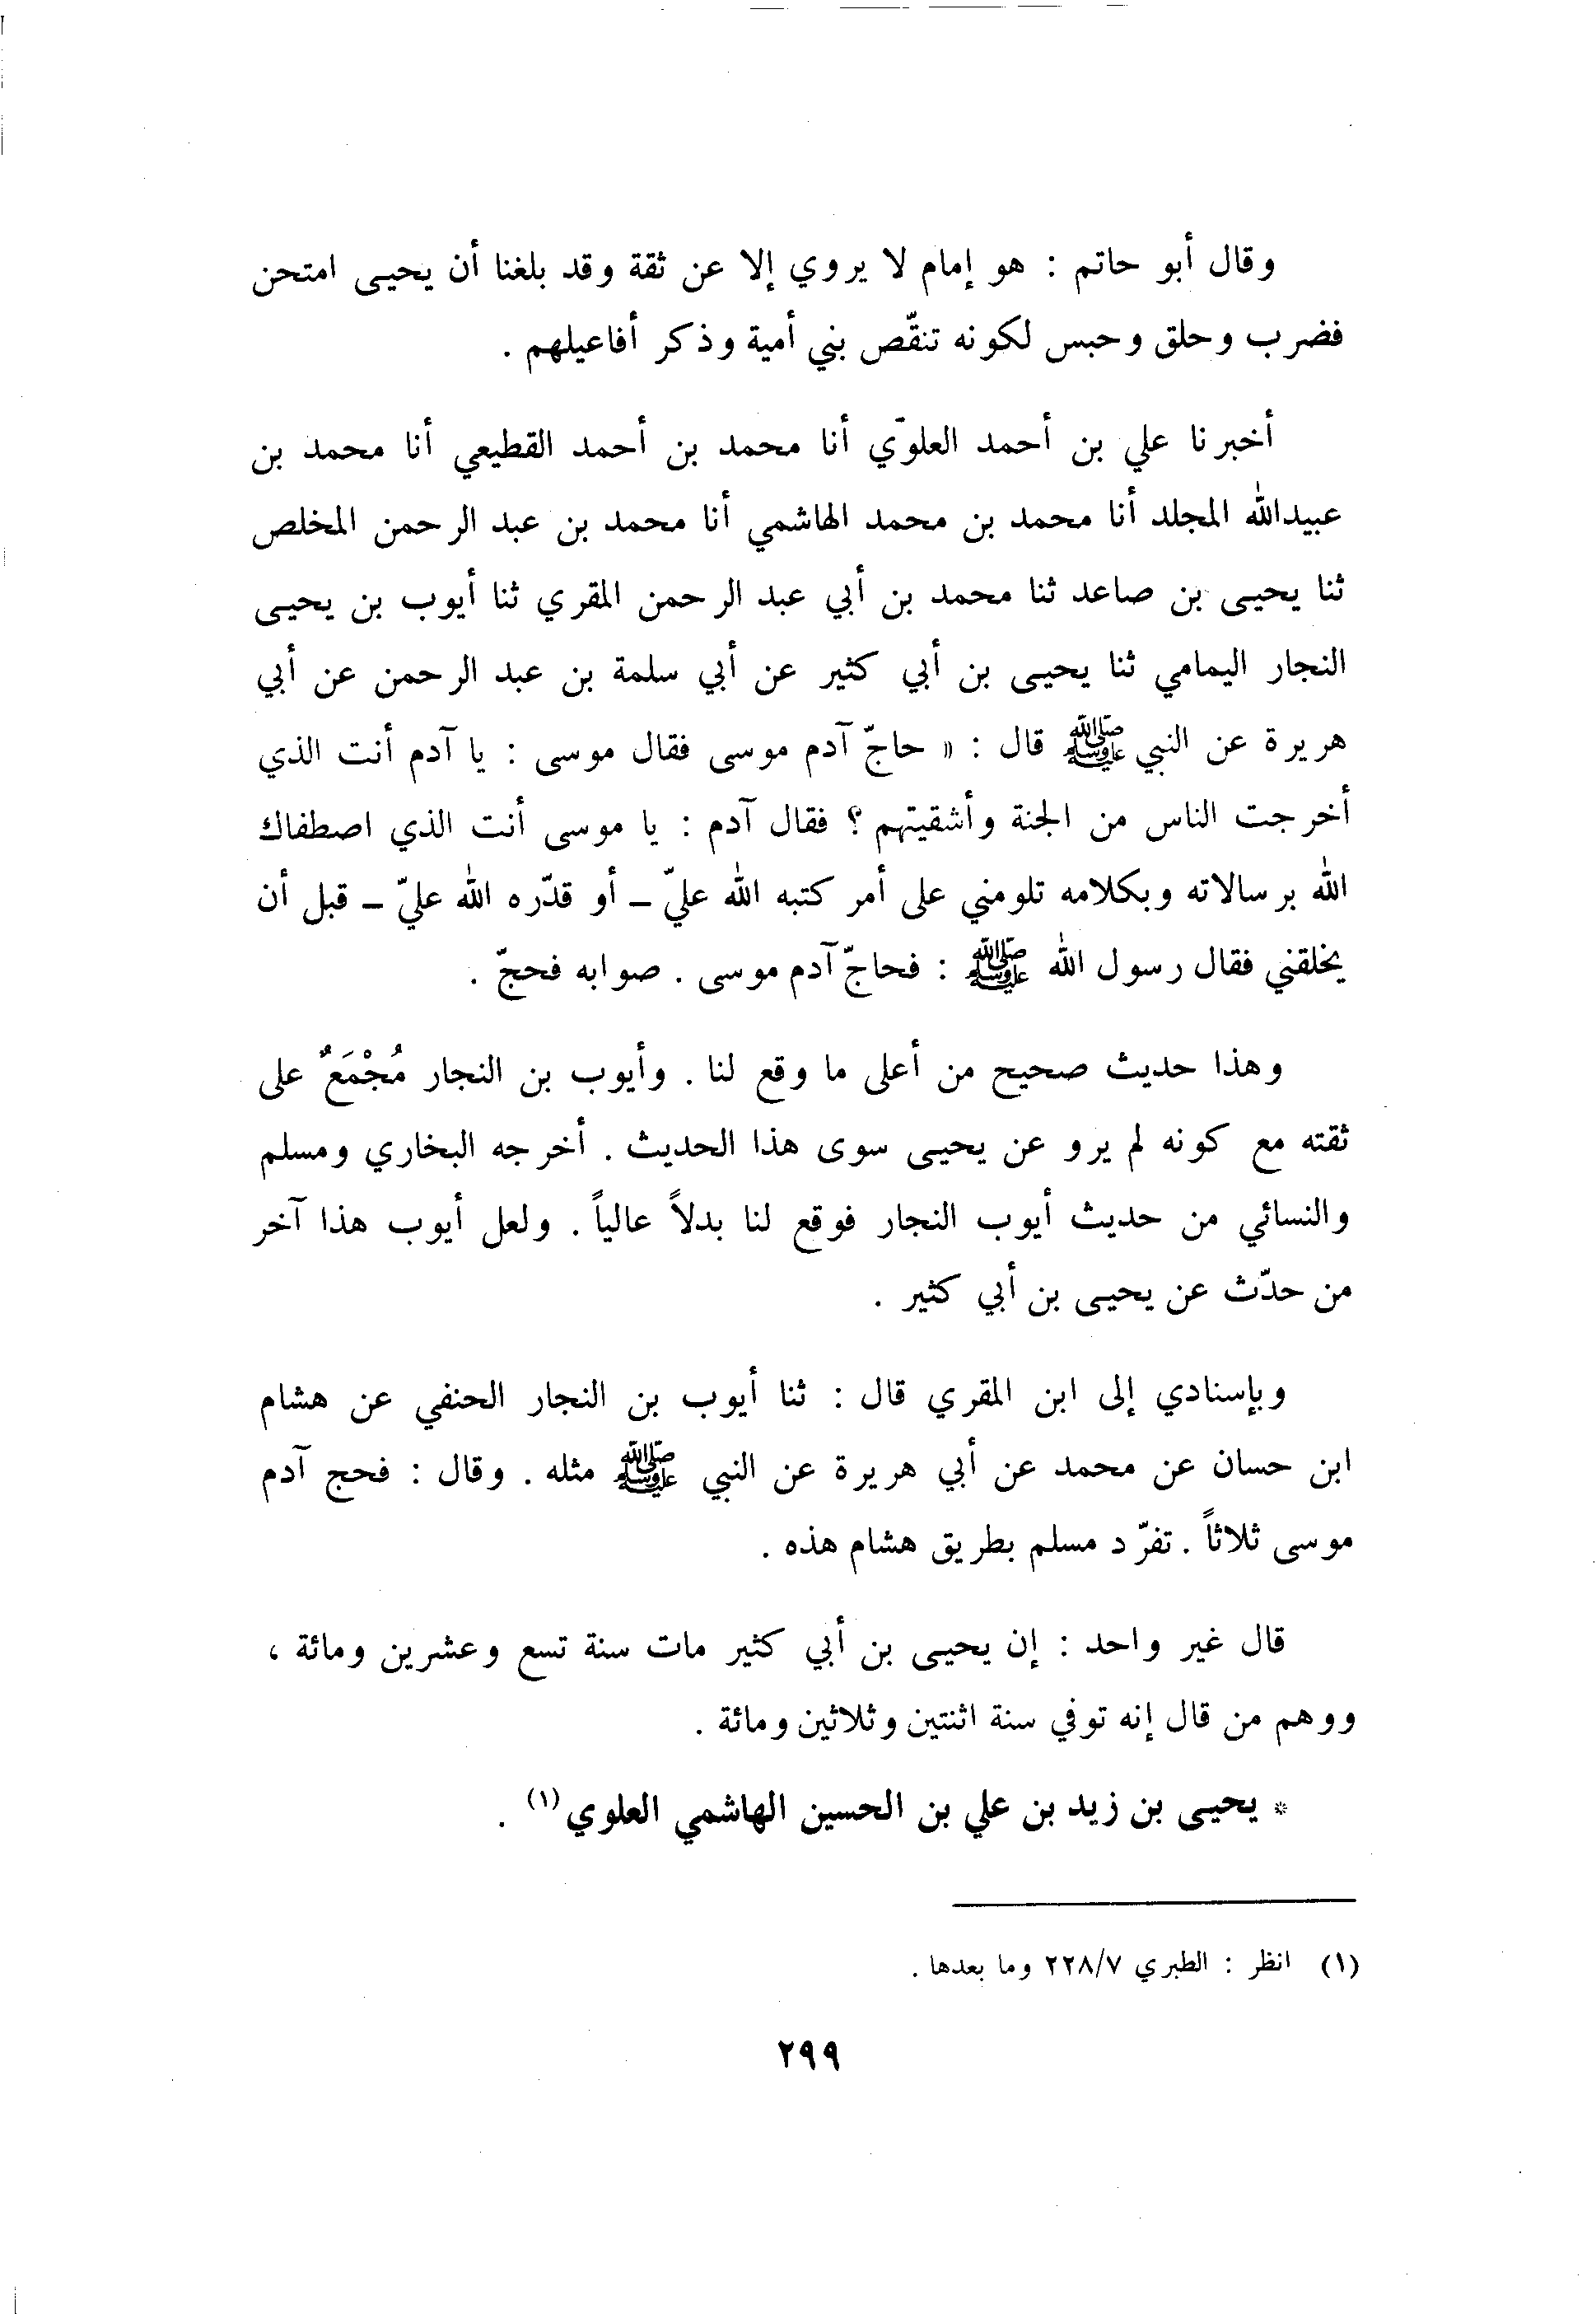 وقال أبو حاتم : هو إمام لا يروي إلا عن ثقة وقد بلغنا أن يحيـى امتحن
فضرب وحلق وحبس لكونه تنقّص بني أمية وذكر أفاعيلهم .
أخبرنا علي بن أحمد العلوّي أنا محمد بن أحمد القطيعي أنا محمد بن
عبيدالله المجلد أنا محمد بن محمد الهاشمي أنا محمد بن عبد الرحمن المخلص
ثنا يحيـى بن صاعد ثنا محمد بن أبي عبد الرحمن المقري ثنا أيوب بن يحيـى
النجار اليمامي ثنا يحيـى بن أبي كثير عن أبي سلمة بن عبد الرحمن عن أبي
هريرة عن النبي ﷺ قال : « حاجّ آدم موسى فقال موسى : يا آدم أنت الذي
أخرجت الناس من الجنة وأشقيتهم ؟ فقال آدم : يا موسى أنت الذي اصطفاك
الله برسالاته وبكلامه تلومني على أمر كتبه الله عليّ ـ أو قدّره الله عليّ ـ قبل أن
يخلقني فقال رسول الله ﷺ : فحاجّ آدم موسى . صوابه فحجّ .
وهذا حديث صحيح من أعلى ما وقع لنا . وأيوب بن النجار مُجْمَعٌ على
ثقته مع كونه لم يرو عن يحيـى سوى هذا الحديث . أخرجه البخاري ومسلم
والنسائي من حديث أيوب النجار فوقع لنا بدلاً عالياً . ولعل أيوب هذا آخر
من حدّث عن يحيـى بن أبي كثير .
وبإسنادي إلى ابن المقري قال : ثنا أيوب بن النجار الحنفي عن هشام
ابن حسان عن محمد عن أبي هريرة عن النبي ﷺ مثله . وقال : فحج آدم
موسى ثلاثاً . تفرّد مسلم بطريق هشام هذه .
قال غير واحد : إن يحيـى بن أبي كثير مات سنة تسع وعشرين ومائة ،
ووهم من قال إنه توفي سنة اثنتين وثلاثين ومائة .
* يحيـى بن زيد بن علي بن الحسين الهاشمي العلوي (١) .
(١) انظر : الطبري ٢٢٨/٧ وما بعدها .
٢٩٩